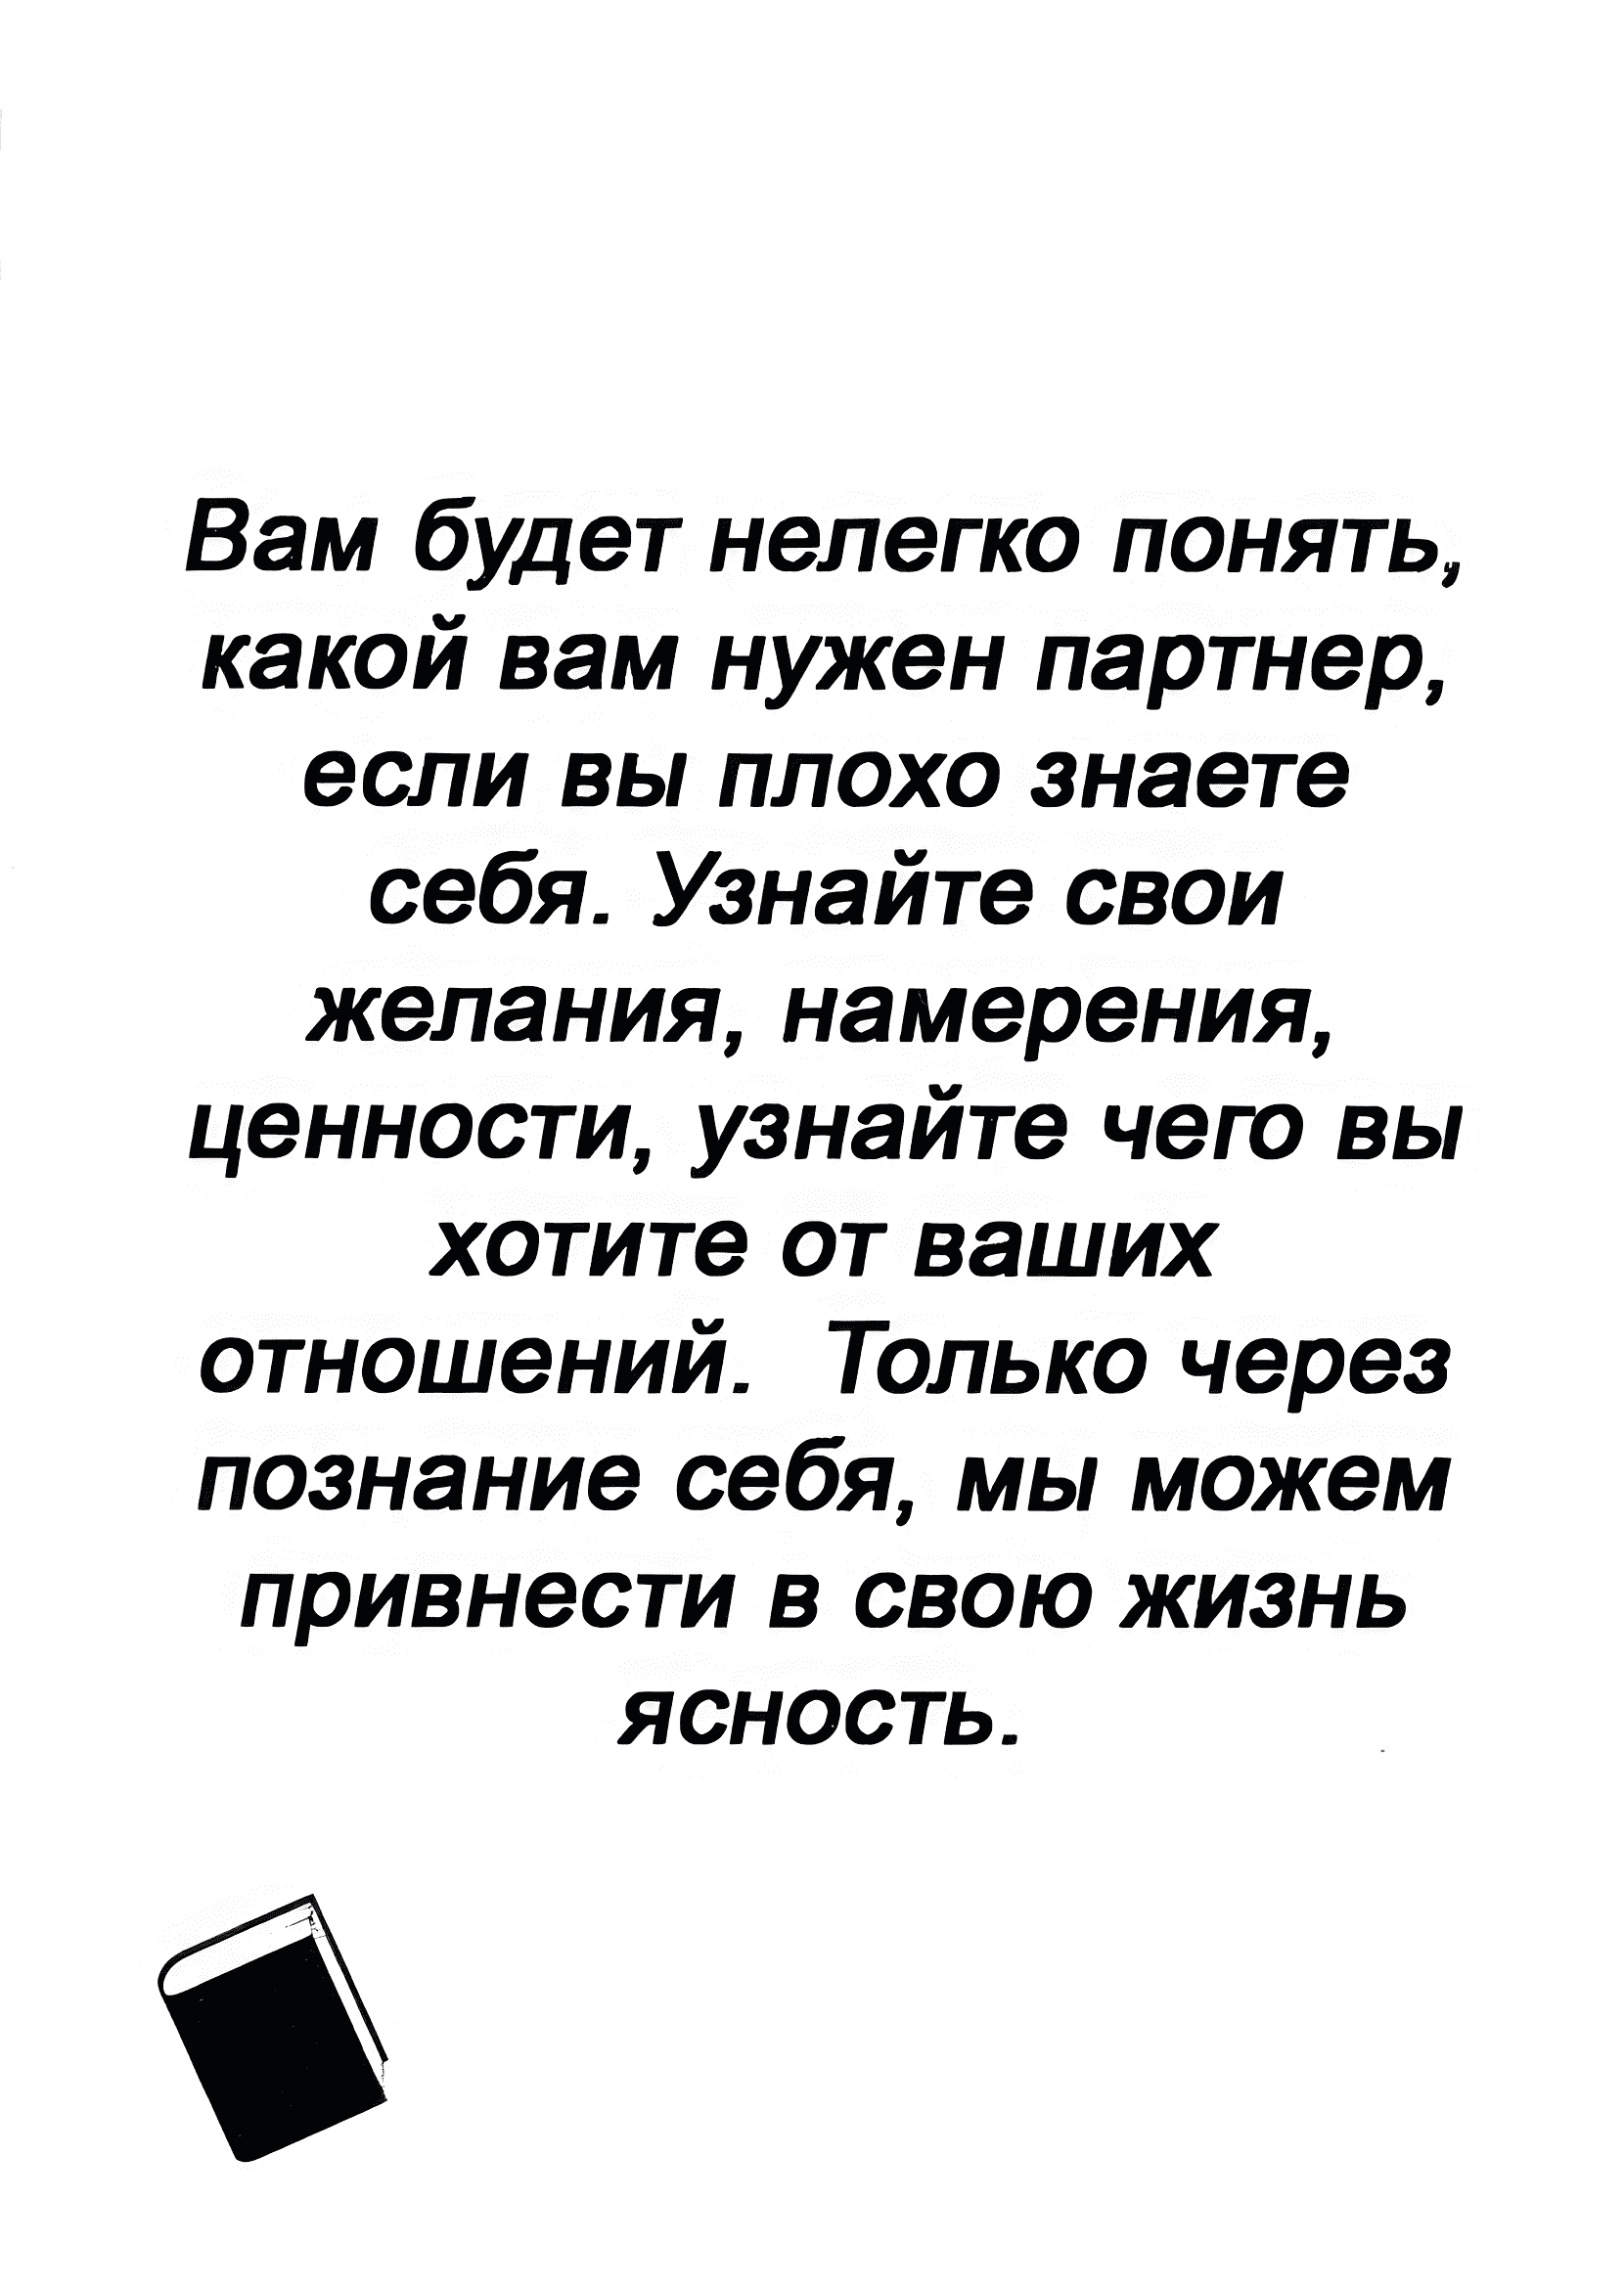 Вам будет нелегко понять,
какой вам нужен партнер,
если вы плохо знаете
себя. Узнайте свои
желания, намерения,
ценности, узнайте чего вы
хотите от ваших
отношений.  Только через
познание себя, мы можем
привнести в свою жизнь
ясность.